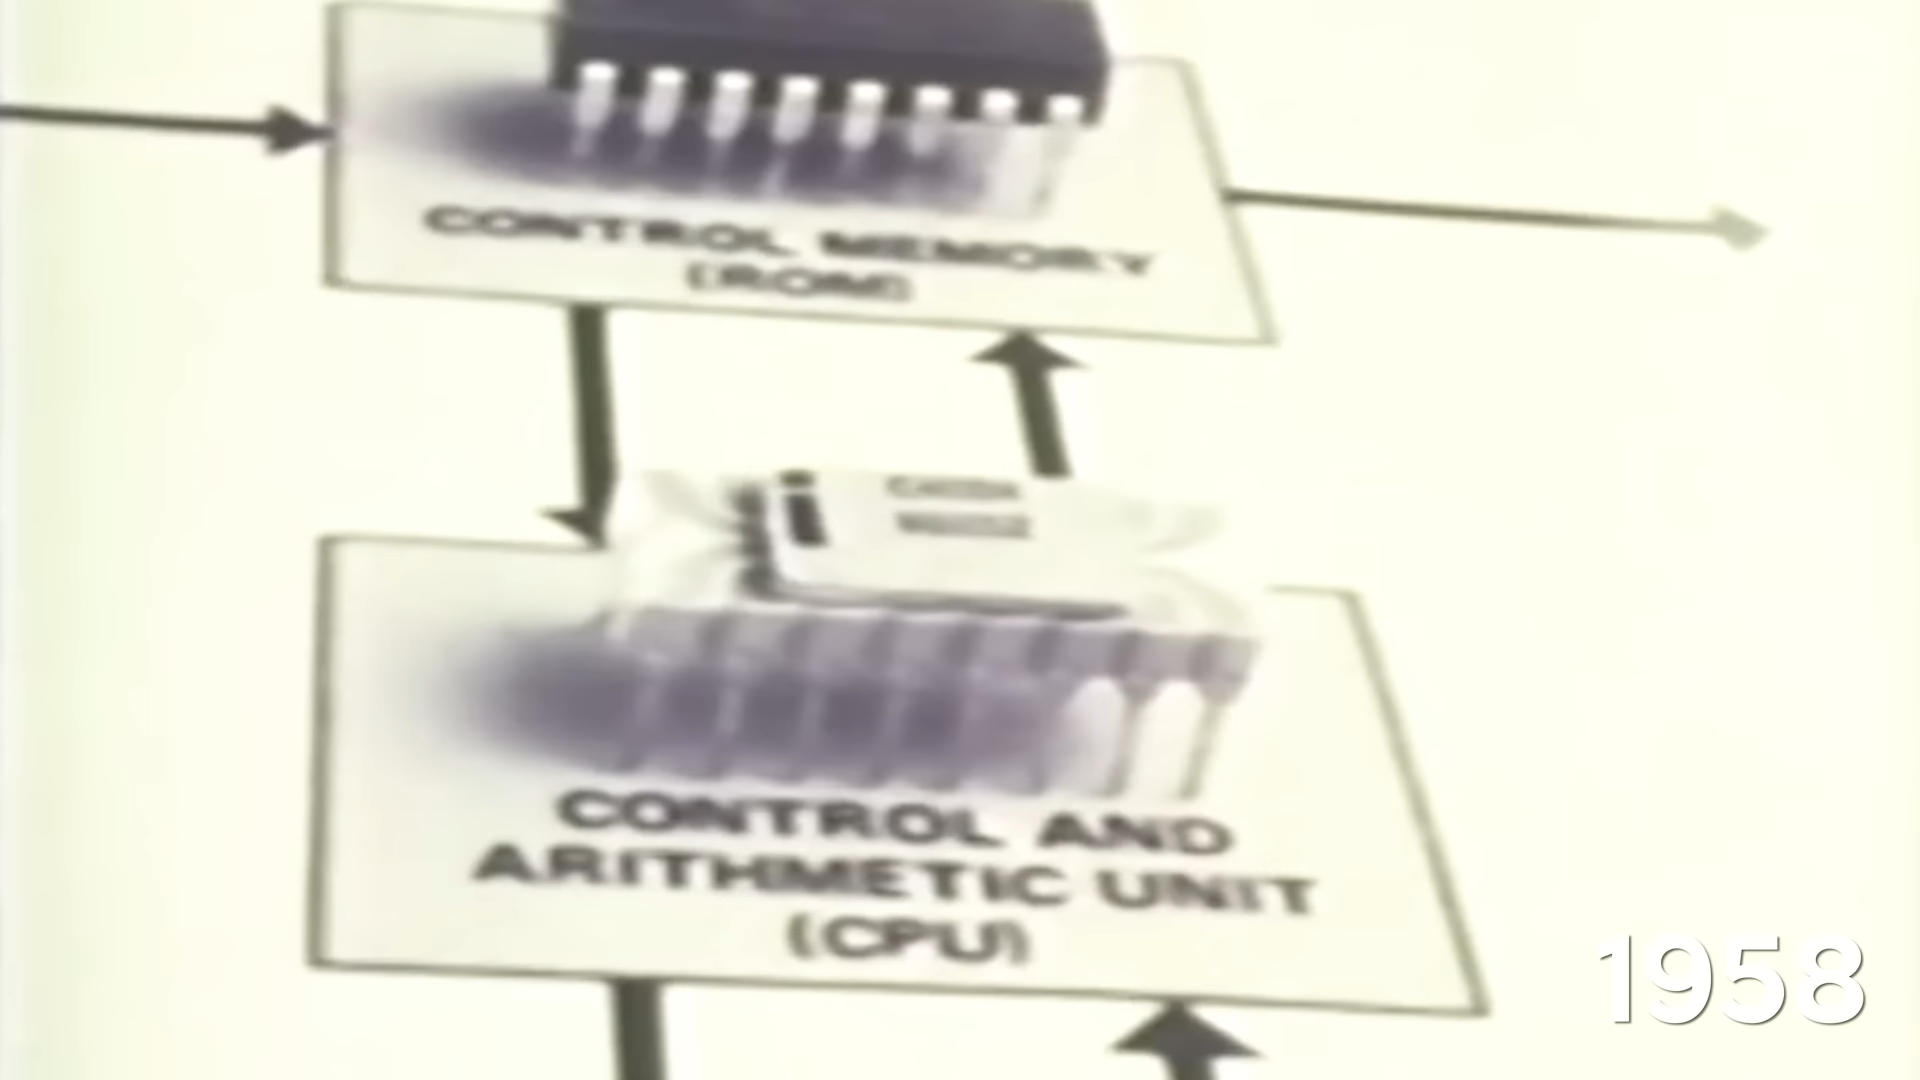 CONTROL MEMORY
(ROM)
i
CONTROL AND
ARITHMETIC UNIT
(CPU)
1958